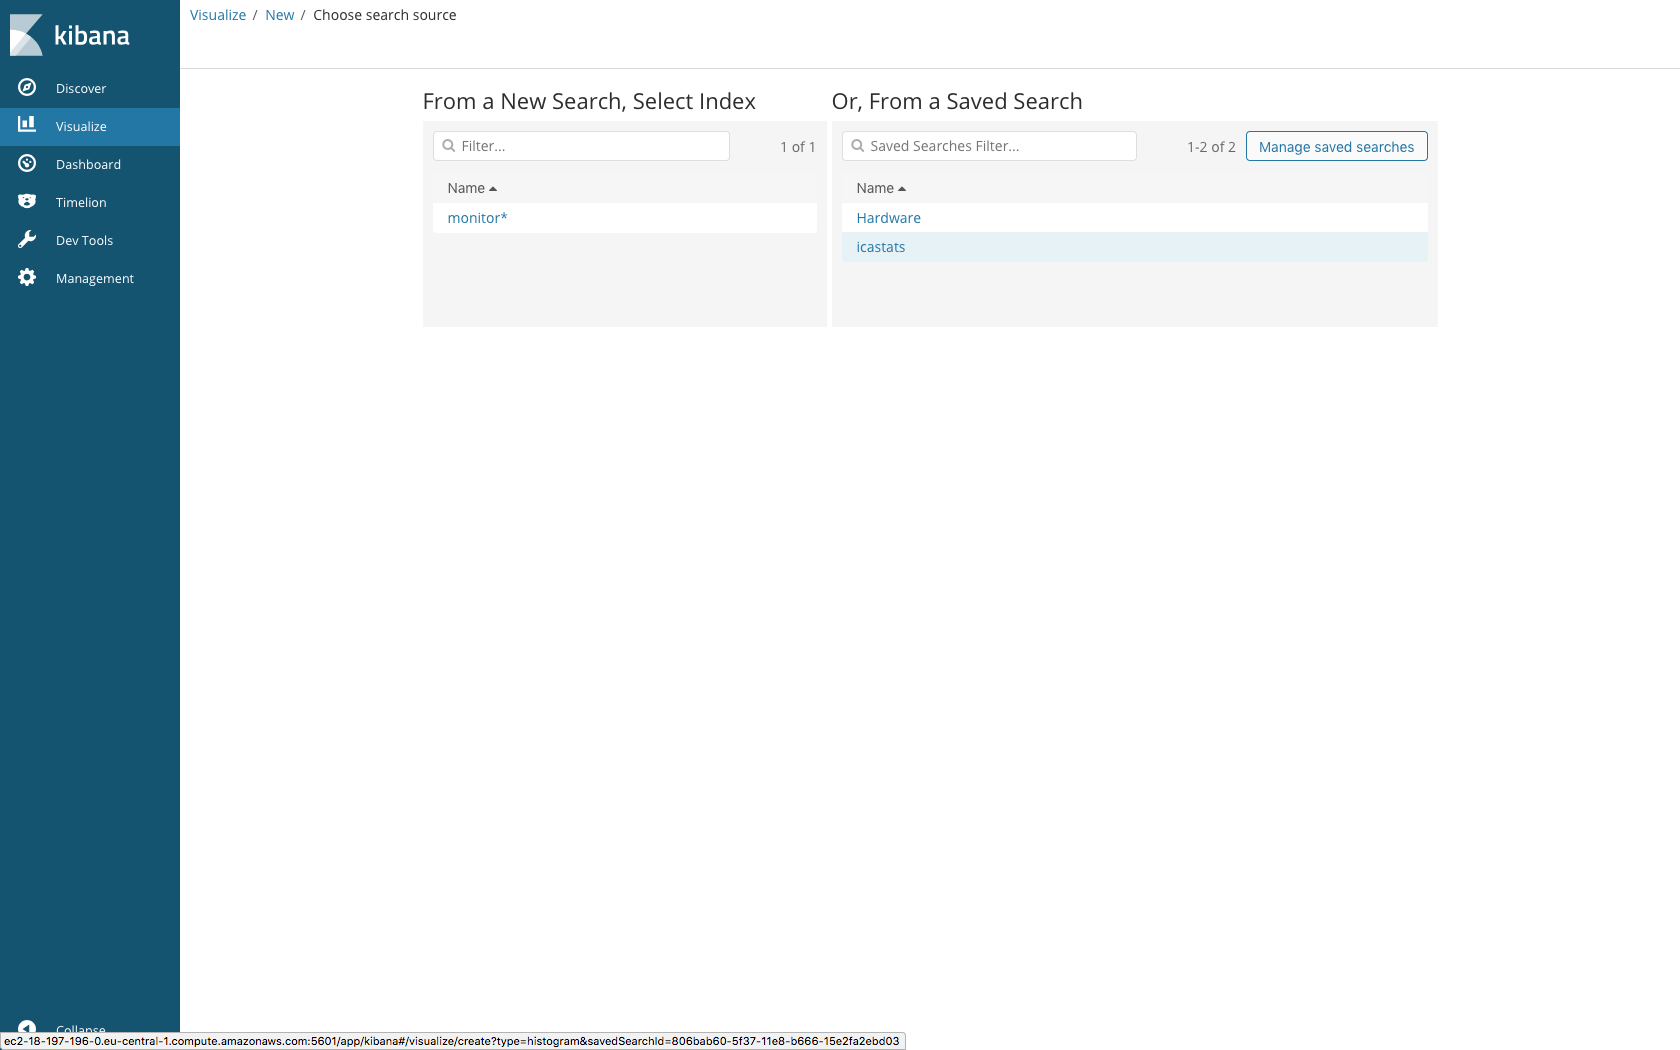 kibana
Discover
Visualize
Dashboard
Timelion
Dev Tools
Management
Collapse
Visualize / New / Choose search source
From a New Search, Select Index
Filter...
1 of 1
Name
monitor*
Or, From a Saved Search
Saved Searches Filter...
1-2 of 2
Manage saved searches
Name
Hardware
icastats
ec2-18-197-196-0.eu-central-1.compute.amazonaws.com:5601/app/kibana#/visualize/create?type=histogram&savedSearchId=806bab60-5f37-11e8-b666-15e2fa2ebd03